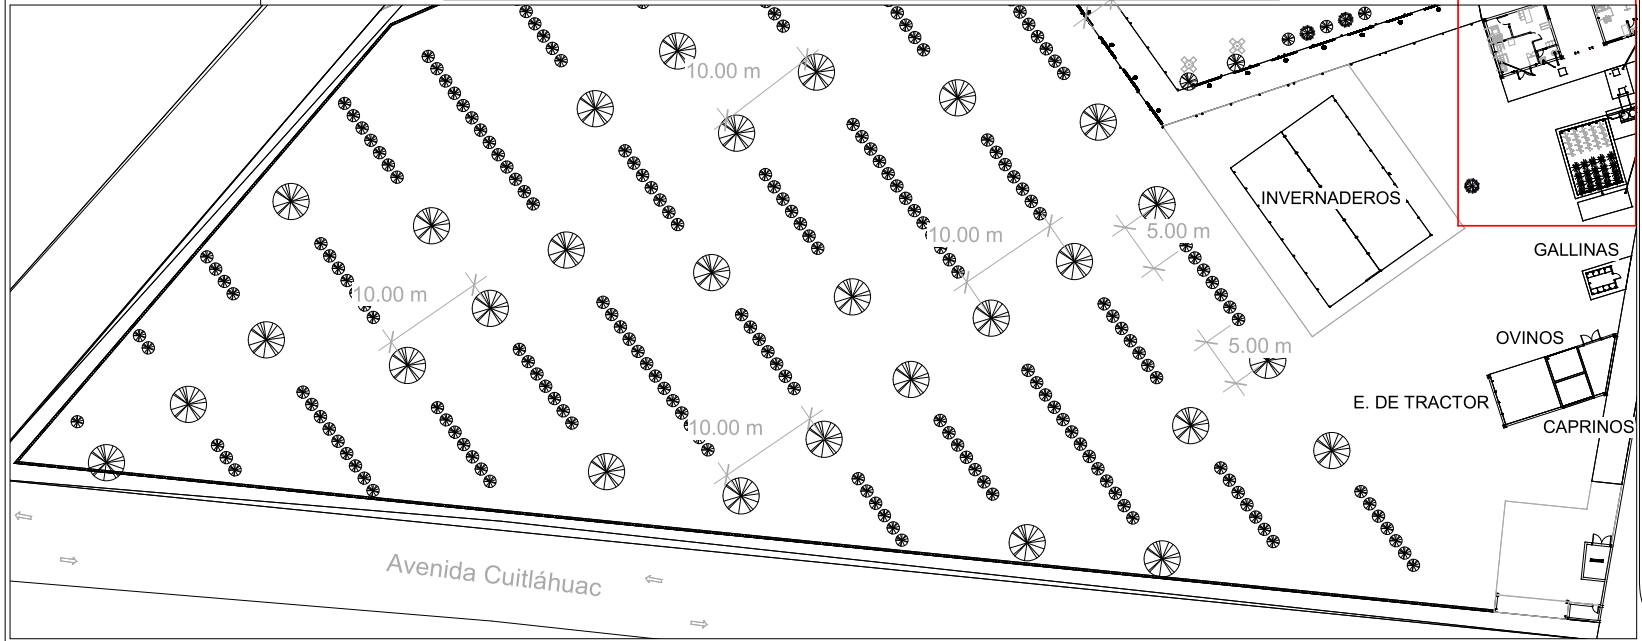 10.00 m
INVERNADEROS
10.00 m
5.00 m
GALLINAS
10.00 m
OVINOS
5.00 m
E. DE TRACTOR
10.00 m
CAPRINOS
Avenida Cuitláhuac